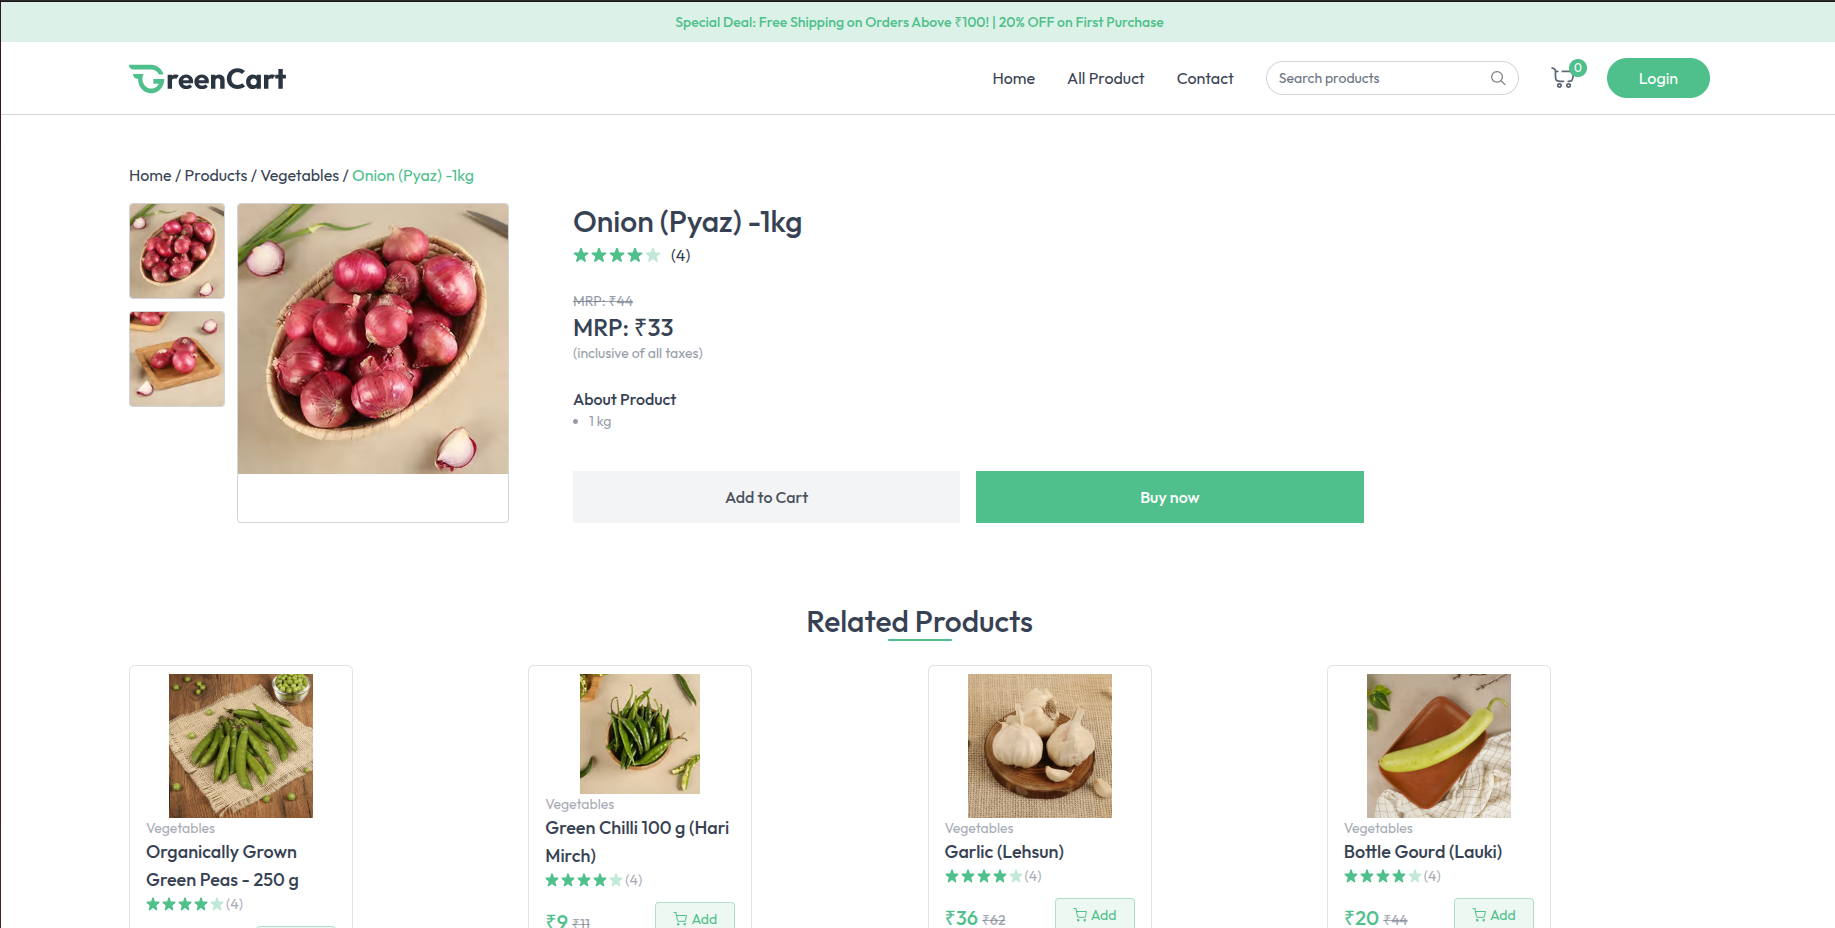 Special Deal: Free Shipping on Orders Above ₹100! | 20% OFF on First Purchase
GreenCart
Home
All Product
Contact
Search products
0
Login
Home / Products / Vegetables / Onion (Pyaz) -1kg
Onion (Pyaz) -1kg
(4)
MRP: ₹44
MRP: ₹33
(inclusive of all taxes)
About Product
1 kg
Add to Cart
Buy now
Related Products
Vegetables
Organically Grown
Green Peas - 250 g
(4)
Vegetables
Green Chilli 100 g (Hari
Mirch)
(4)
₹9 ₹11
Add
Vegetables
Garlic (Lehsun)
(4)
₹36 ₹62
Add
Vegetables
Bottle Gourd (Lauki)
(4)
₹20 ₹44
Add